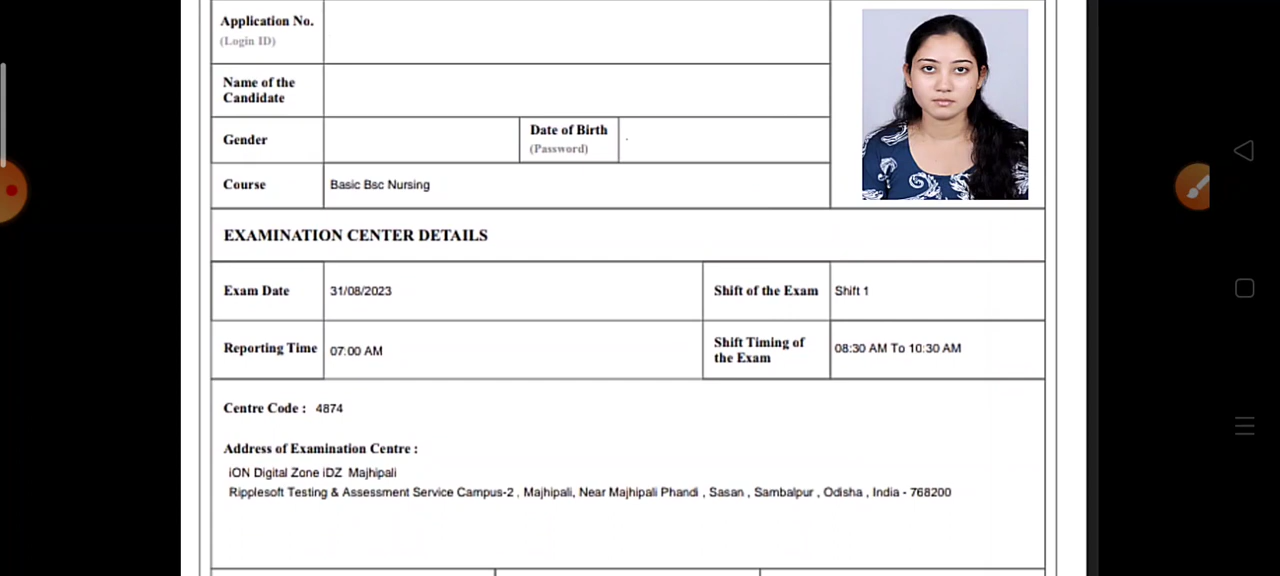 Application No.
(Login ID)
Name of the
Candidate
Gender
Date of Birth
(Password)
Course
Basic Bsc Nursing
EXAMINATION CENTER DETAILS
Exam Date
31/08/2023
Shift of the Exam
Shift 1
Reporting Time
07:00 AM
Shift Timing of
the Exam
08:30 AM To 10:30 AM
Centre Code : 4874
Address of Examination Centre :
iON Digital Zone iDZ Majhipali
Ripplesoft Testing & Assessment Service Campus-2 , Majhipali, Near Majhipali Phandi , Sasan , Sambalpur , Odisha , India - 768200